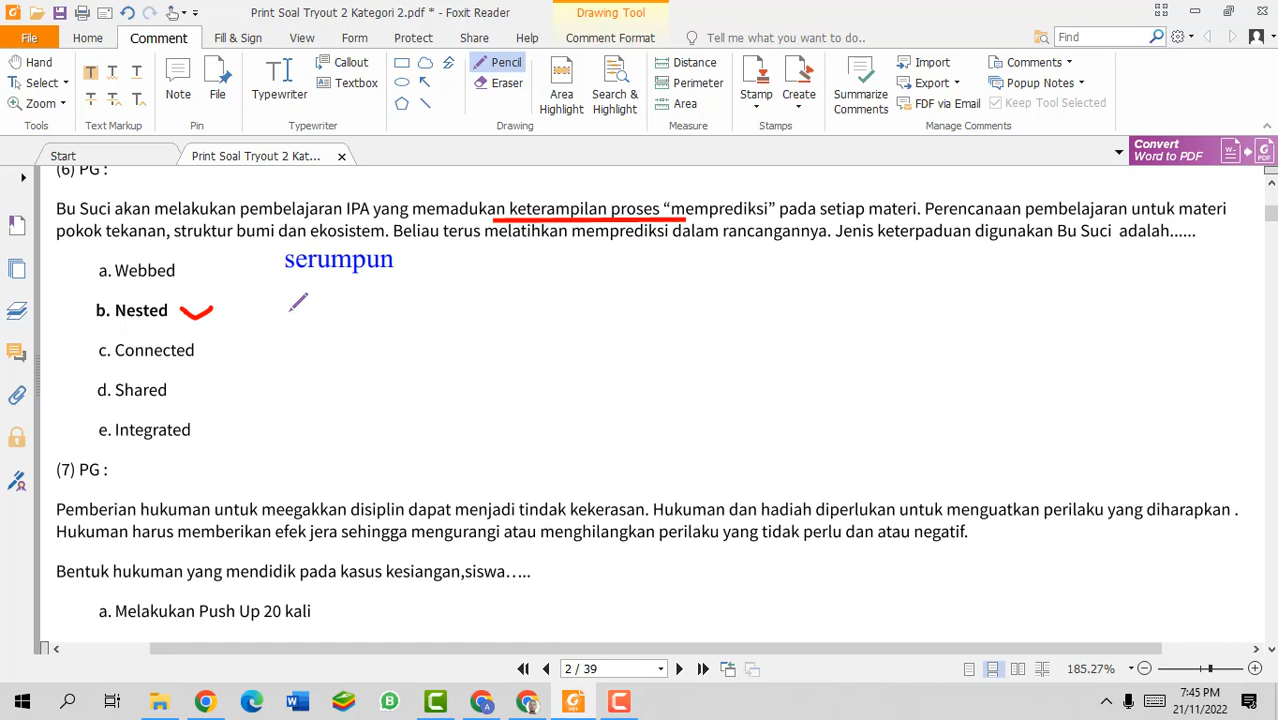 Print Soal Tryout 2 Kategori 2.pdf * - Foxit Reader
Drawing Tool
File Home Comment Fill & Sign View Form Protect Share Help Comment Format Tell me what you want to do.. Find
Hand
Select
Zoom
Tools
Text Markup
Note
File
Pin
Typewriter
Callout
Textbox
Typewriter
Pencil
Eraser
Drawing
Area
Highlight
Search &
Highlight
Distance
Perimeter
Area
Measure
Stamp
Create
Stamps
Summarize
Comments
Import
Export
FDF via Email
Comments
Popup Notes
Keep Tool Selected
Manage Comments
Start
Print Soal Tryout 2 Kat...
Convert
Word to PDF
(6) PG :
Bu Suci akan melakukan pembelajaran IPA yang memadukan keterampilan proses “memprediksi” pada setiap materi. Perencanaan pembelajaran untuk materi
pokok tekanan, struktur bumi dan ekosistem. Beliau terus melatihkan memprediksi dalam rancangannya. Jenis keterpaduan digunakan Bu Suci adalah......
serumpun
a. Webbed
b. Nested
c. Connected
d. Shared
e. Integrated
(7) PG :
Pemberian hukuman untuk meegakkan disiplin dapat menjadi tindak kekerasan. Hukuman dan hadiah diperlukan untuk menguatkan perilaku yang diharapkan .
Hukuman harus memberikan efek jera sehingga mengurangi atau menghilangkan perilaku yang tidak perlu dan atau negatif.
Bentuk hukuman yang mendidik pada kasus kesiangan,siswa…..
a. Melakukan Push Up 20 kali
2 / 39
185.27%
7:45 PM
21/11/2022